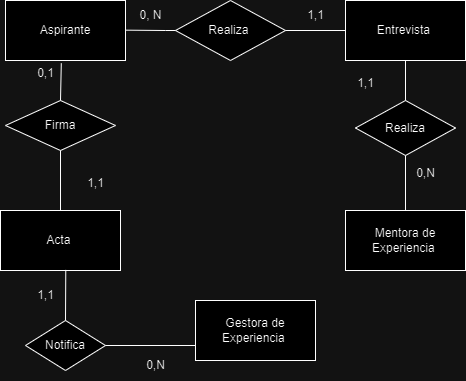 Aspirante
0, N
Realiza
1,1
Entrevista
0,1
1,1
Firma
Realiza
1,1
0,N
Acta
Mentora de
Experiencia
1,1
Gestora de
Experiencia
Notifica
0,N